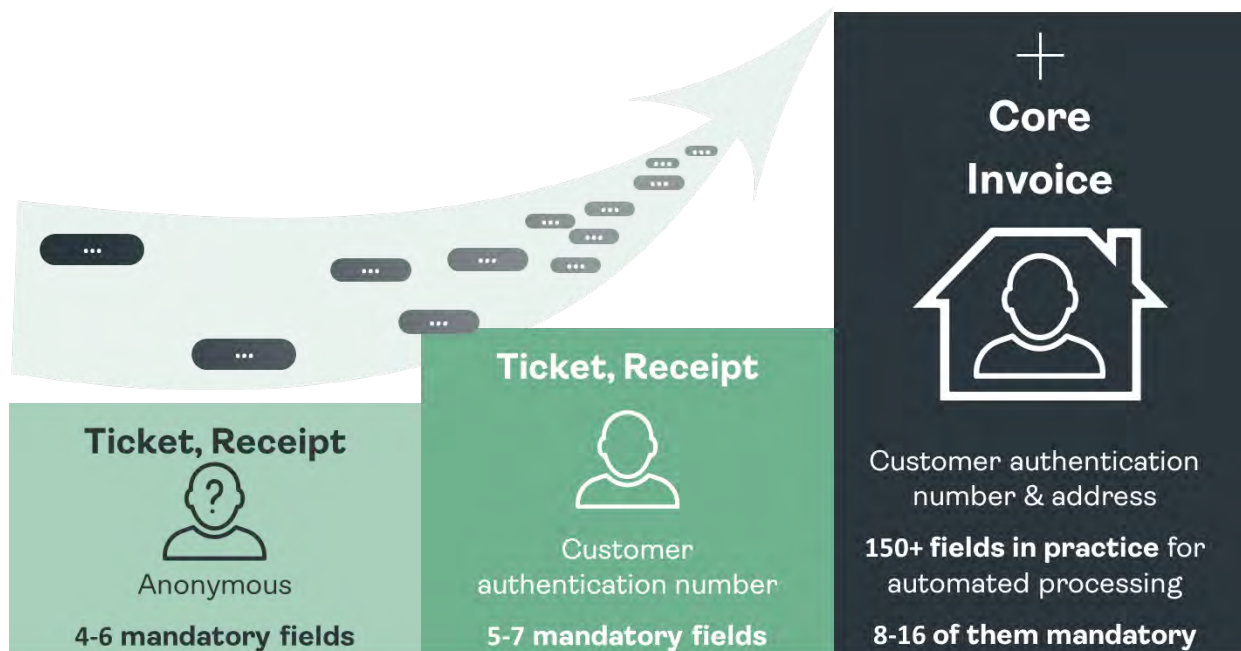 Ticket, Receipt
?
Anonymous
4-6 mandatory fields
Ticket, Receipt
Customer
authentication number
5-7 mandatory fields
+
Core
Invoice
Customer authentication
number & address
150+ fields in practice for
automated processing
8-16 of them mandatory